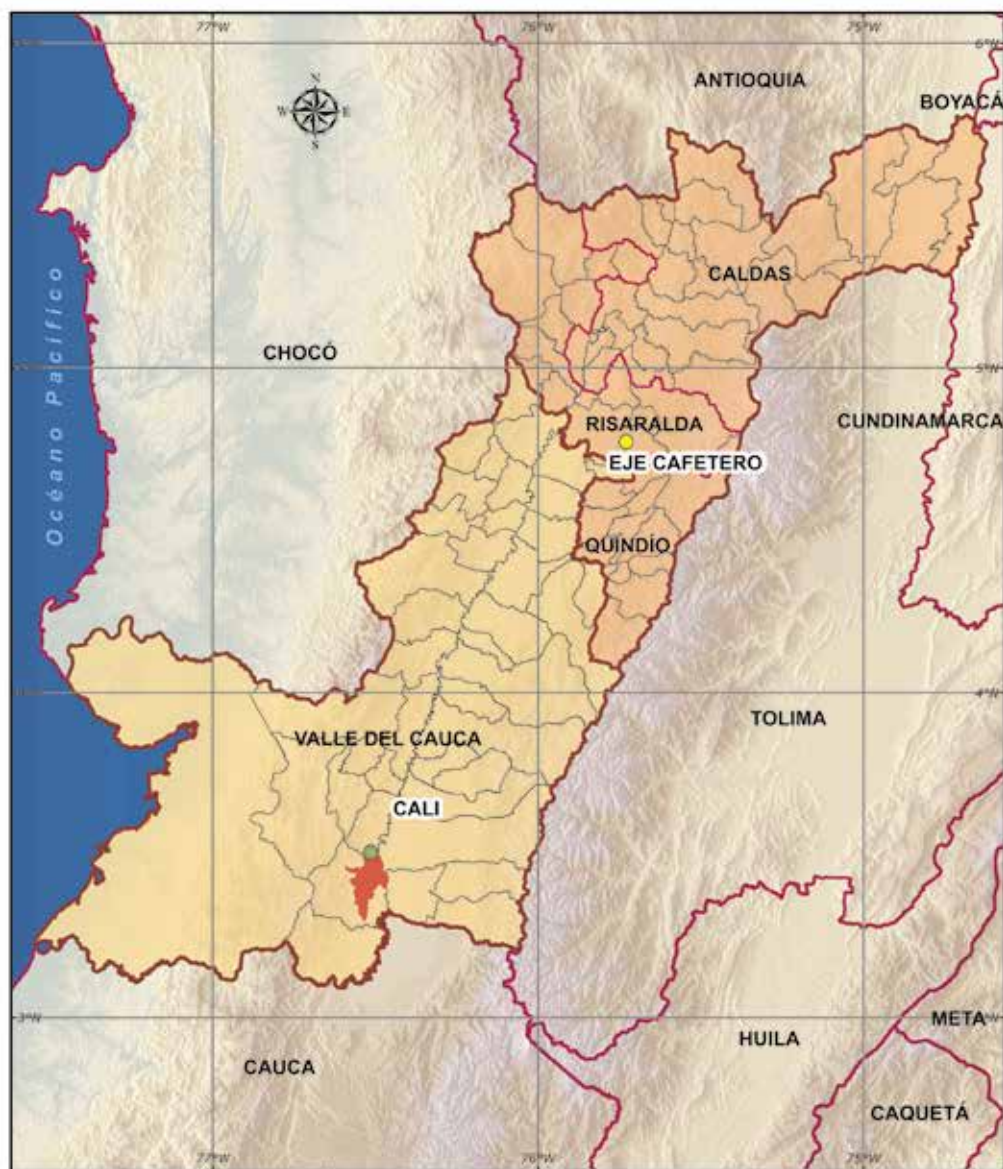 77°W
76°W
75°W
6°N
ANTIOQUIA
BOYACÁ
N
W E
S
CALDAS
Océano Pacífico
CHOCÓ
5°N
RISARALDA
CUNDINAMARCA
EJE CAFETERO
QUINDÍO
4°N
TOLIMA
VALLE DEL CAUCA
CALI
3°N
META
HUILA
CAUCA
CAQUETÁ
77°W
76°W
75°W